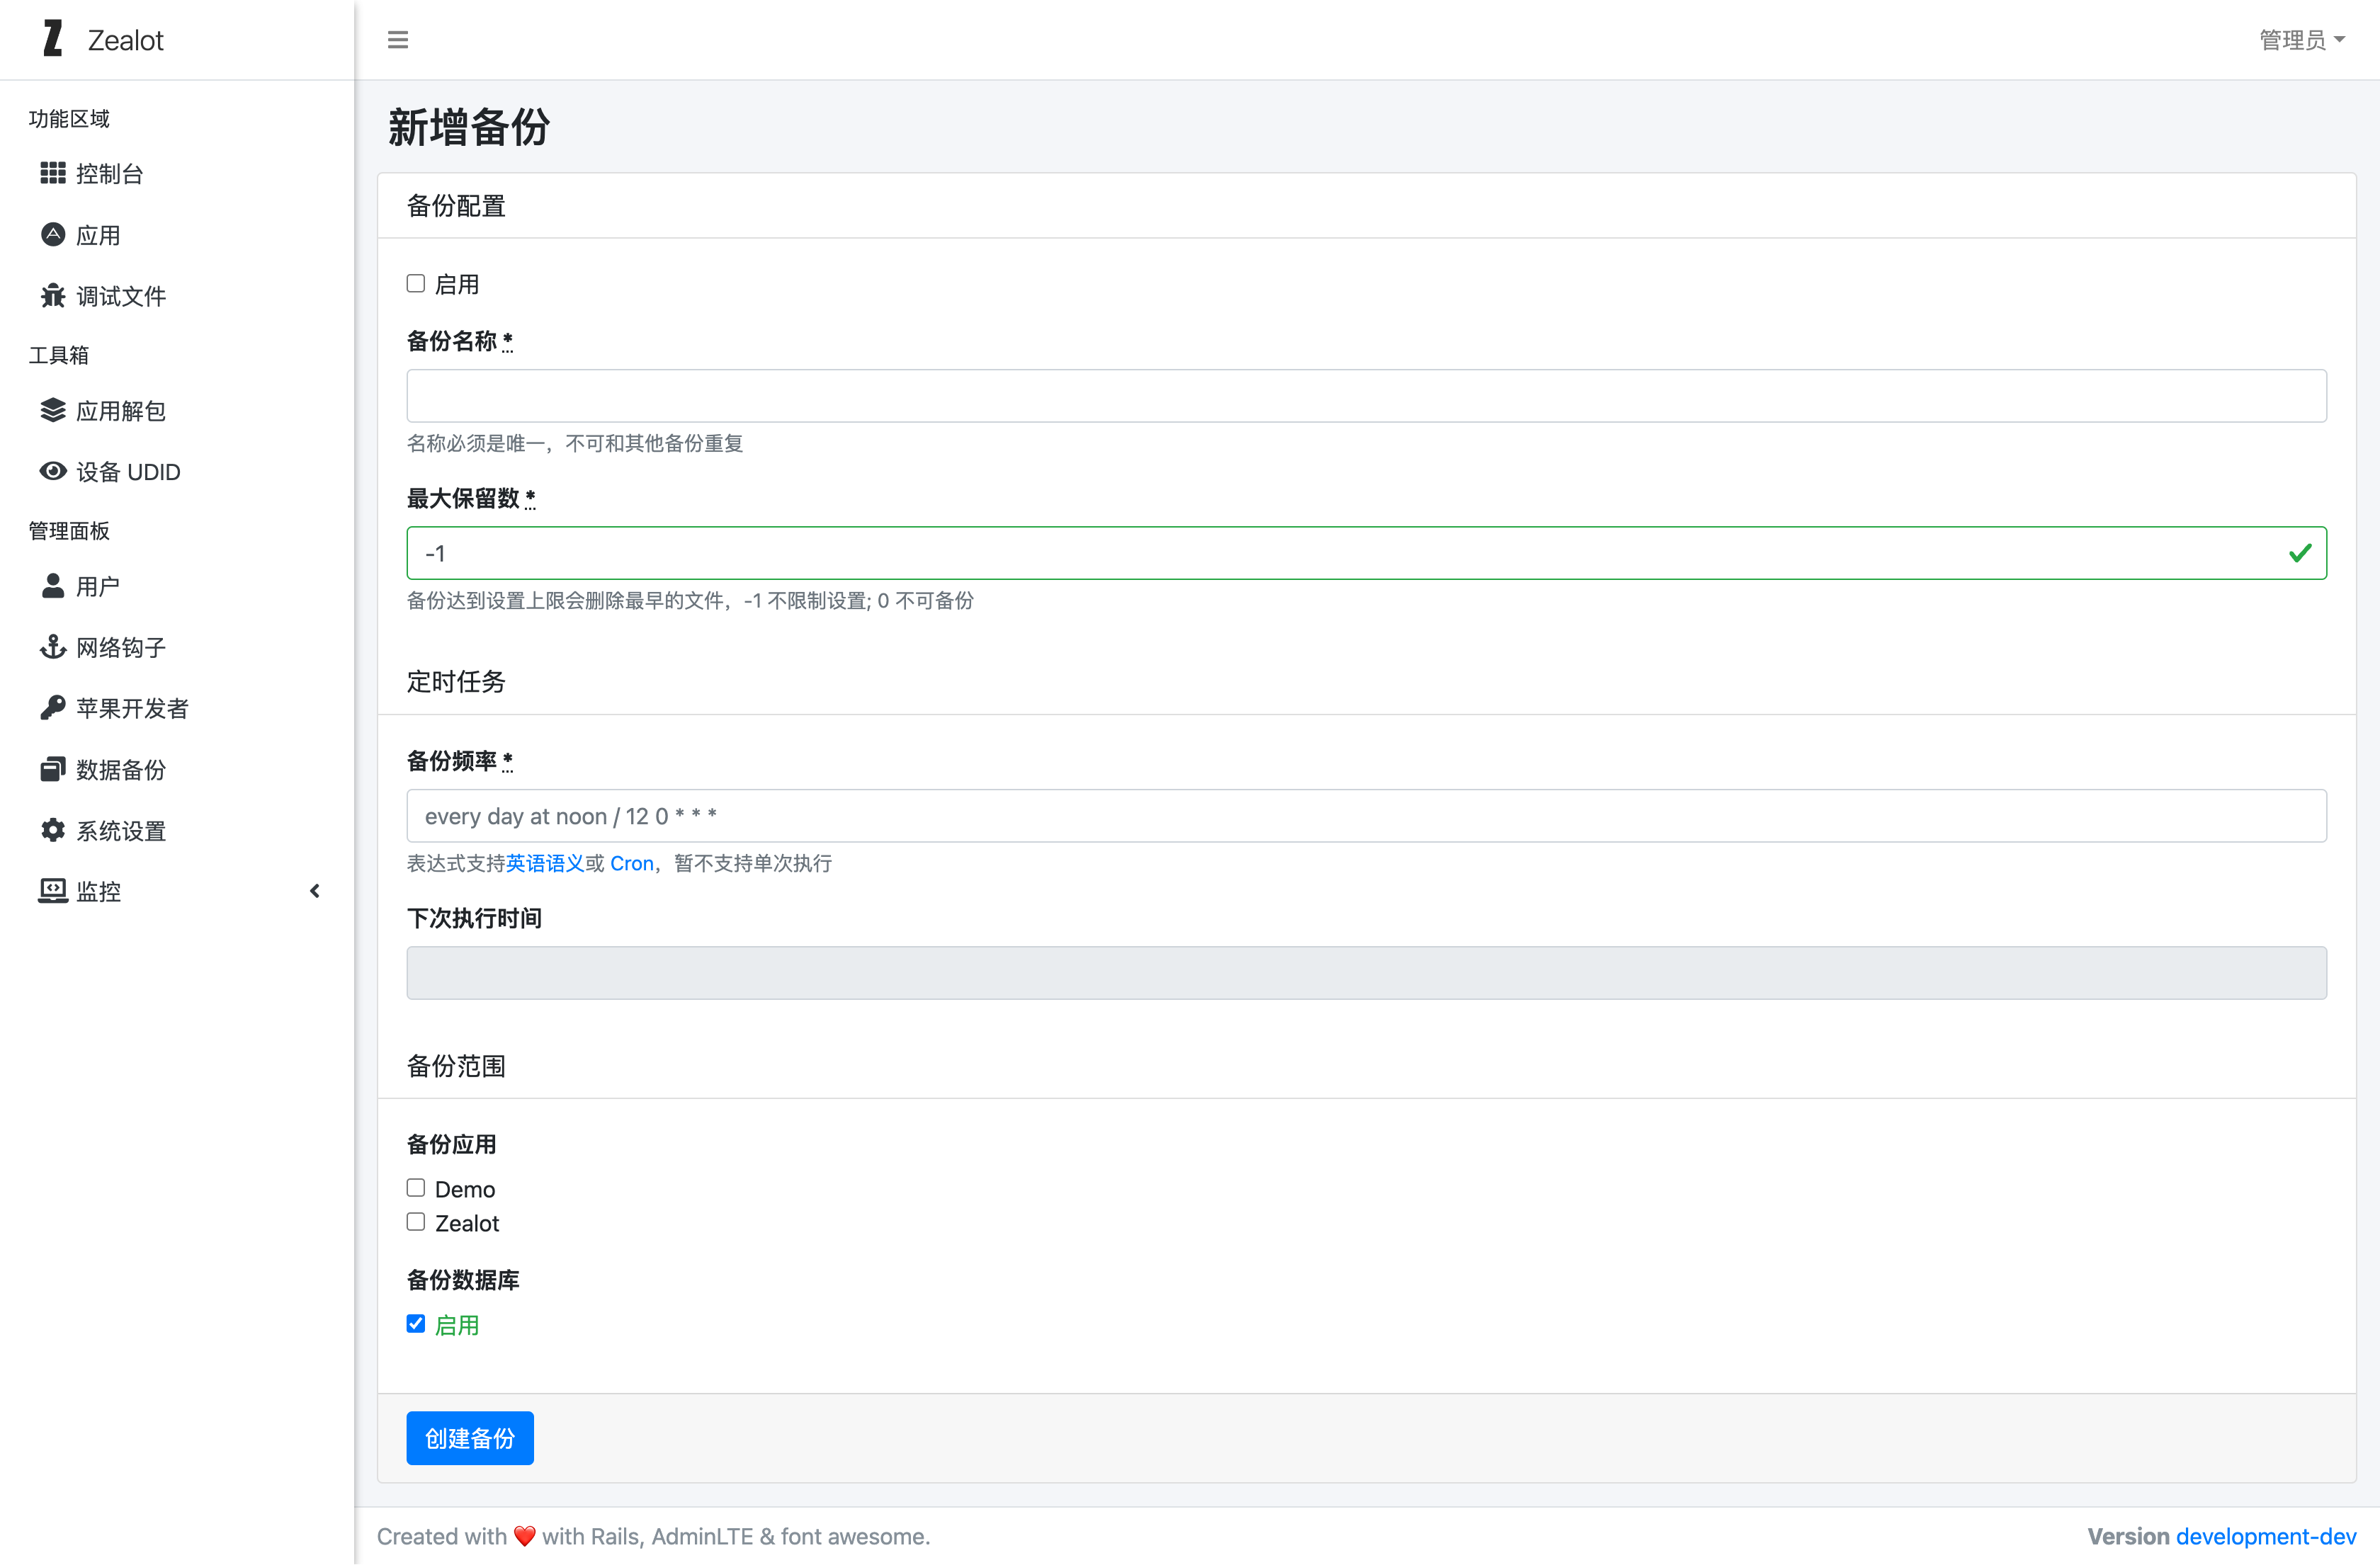 Zealot
管理员
功能区域
控制台
应用
调试文件
工具箱
应用解包
设备 UDID
管理面板
用户
网络钩子
苹果开发者
数据备份
系统设置
监控
新增备份
备份配置
启用
备份名称 *
名称必须是唯一，不可和其他备份重复
最大保留数 *
-1
备份达到设置上限会删除最早的文件，-1 不限制设置; 0 不可备份
定时任务
备份频率 *
every day at noon / 12 0 * * *
表达式支持英语语义或 Cron，暂不支持单次执行
下次执行时间
备份范围
备份应用
Demo
Zealot
备份数据库
启用
创建备份
Created with ❤️ with Rails, AdminLTE & font awesome.
Version development-dev